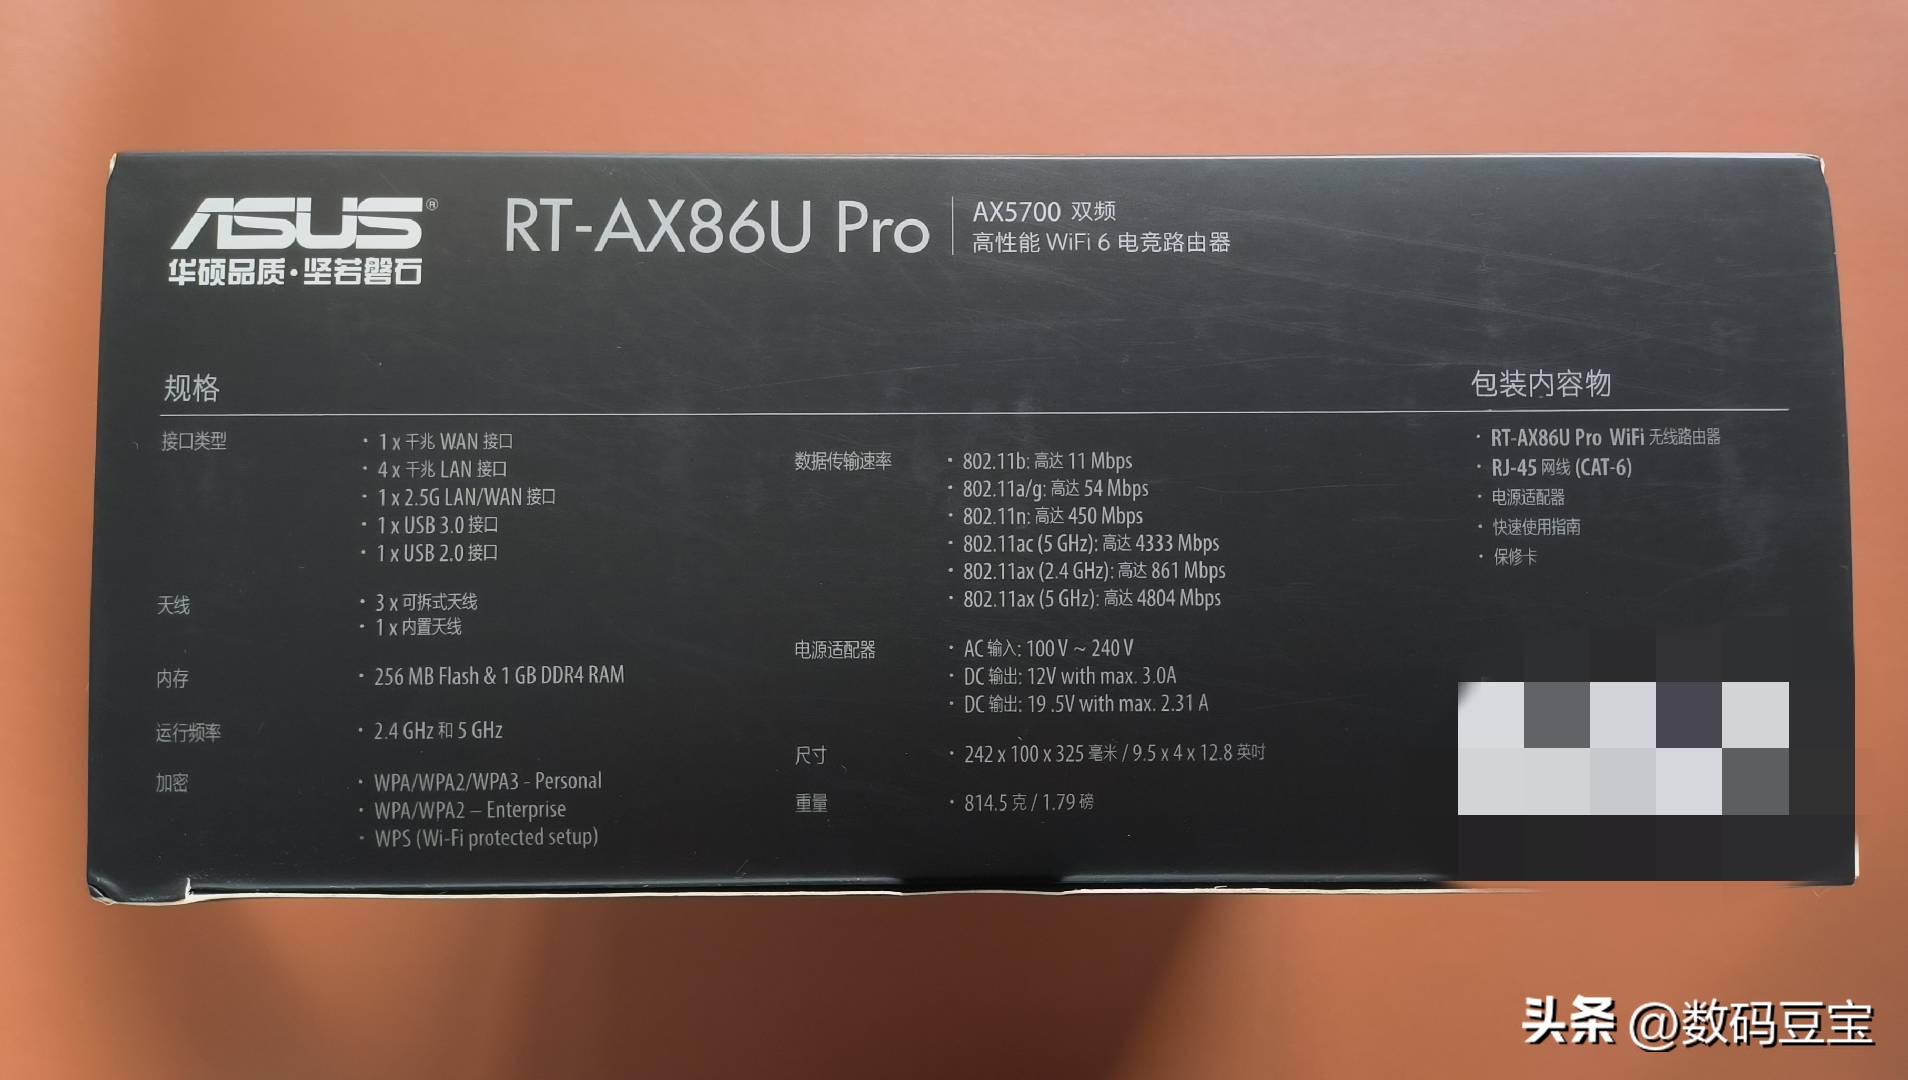 ASUS®
华硕品质·坚若磐石
RT-AX86U Pro
AX5700 双频
高性能 WiFi 6 电竞路由器
规格
接口类型
· 1 x 千兆 WAN 接口
· 4 x 千兆 LAN 接口
· 1 x 2.5G LAN/WAN 接口
· 1 x USB 3.0 接口
· 1 x USB 2.0 接口
天线
· 3 x 可拆式天线
· 1 x 内置天线
内存
· 256 MB Flash & 1 GB DDR4 RAM
运行频率
· 2.4 GHz 和 5 GHz
加密
· WPA/WPA2/WPA3 - Personal
· WPA/WPA2 – Enterprise
· WPS (Wi-Fi protected setup)
数据传输速率
· 802.11b: 高达 11 Mbps
· 802.11a/g: 高达 54 Mbps
· 802.11n: 高达 450 Mbps
· 802.11ac (5 GHz): 高达 4333 Mbps
· 802.11ax (2.4 GHz): 高达 861 Mbps
· 802.11ax (5 GHz): 高达 4804 Mbps
电源适配器
· AC 输入: 100 V ~ 240 V
· DC 输出: 12V with max. 3.0A
· DC 输出: 19 .5V with max. 2.31 A
尺寸
· 242 x 100 x 325 毫米 / 9.5 x 4 x 12.8 英吋
重量
· 814.5 克 / 1.79 磅
包装内容物
· RT-AX86U Pro WiFi 无线路由器
· RJ-45 网线 (CAT-6)
· 电源适配器
· 快速使用指南
· 保修卡
头条 @数码豆宝